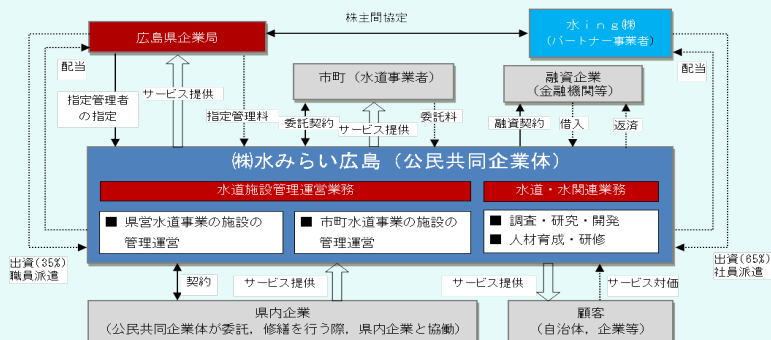 株主間協定
広島県企業局
水ing㈱
(パートナー事業者)
配当
サービス提供
市町(水道事業者)
融資企業
(金融機関等)
配当
指定管理者
の指定
指定管理料
委託契約
サービス提供
委託料
融資契約
借入
返済
㈱水みらい広島(公民共同企業体)
水道施設管理運営業務
水道・水関連業務
■ 県営水道事業の施設の
管理運営
■ 市町水道事業の施設の
管理運営
■ 調査・研究・開発
■ 人材育成・研修
出資(35%)
職員派遣
契約
サービス提供
サービス提供
サービス対価
出資(65%)
社員派遣
県内企業
(公民共同企業体が委託,修繕を行う際,県内企業と協働)
顧客
(自治体,企業等)